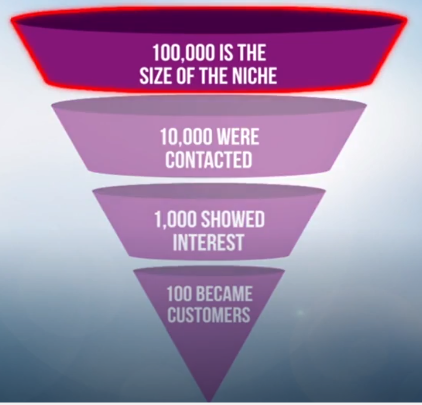 100,000 IS THE
SIZE OF THE NICHE
10,000 WERE
CONTACTED
1,000 SHOWED
INTEREST
100 BECAME
CUSTOMERS